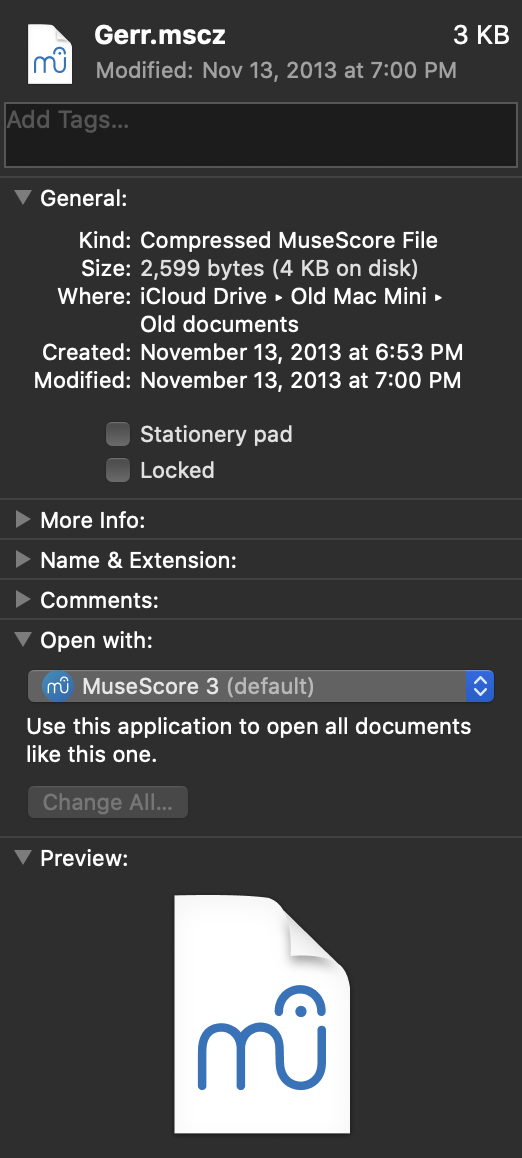 Gerr.mscz 3 KB
Modified: Nov 13, 2013 at 7:00 PM
Add Tags...
General:
Kind: Compressed MuseScore File
Size: 2,599 bytes (4 KB on disk)
Where: iCloud Drive ▸ Old Mac Mini ▸
Old documents
Created: November 13, 2013 at 6:53 PM
Modified: November 13, 2013 at 7:00 PM
Stationery pad
Locked
More Info:
Name & Extension:
Comments:
Open with:
MuseScore 3 (default)
Use this application to open all documents
like this one.
Change All...
Preview: